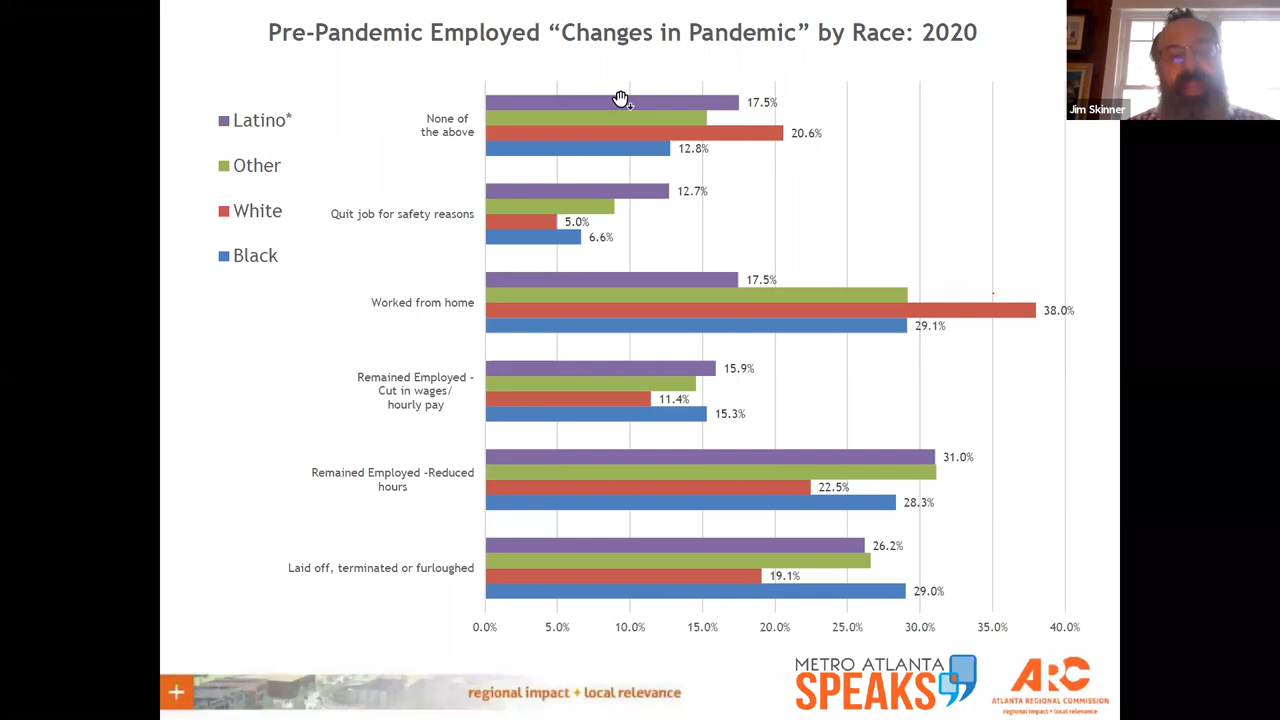 Pre-Pandemic Employed “Changes in Pandemic” by Race: 2020
Jim Skinner
Latino*
Other
White
Black
None of
the above
17.5%
20.6%
12.8%
Quit job for safety reasons
12.7%
5.0%
6.6%
Worked from home
17.5%
38.0%
29.1%
Remained Employed -
Cut in wages/
hourly pay
15.9%
11.4%
15.3%
Remained Employed -Reduced
hours
31.0%
22.5%
28.3%
Laid off, terminated or furloughed
26.2%
19.1%
29.0%
0.0% 5.0% 10.0% 15.0% 20.0% 25.0% 30.0% 35.0% 40.0%
+
regional impact + local relevance
METRO ATLANTA
SPEAKS
ARC
ATLANTA REGIONAL COMMISSION
regional impact + local relevance